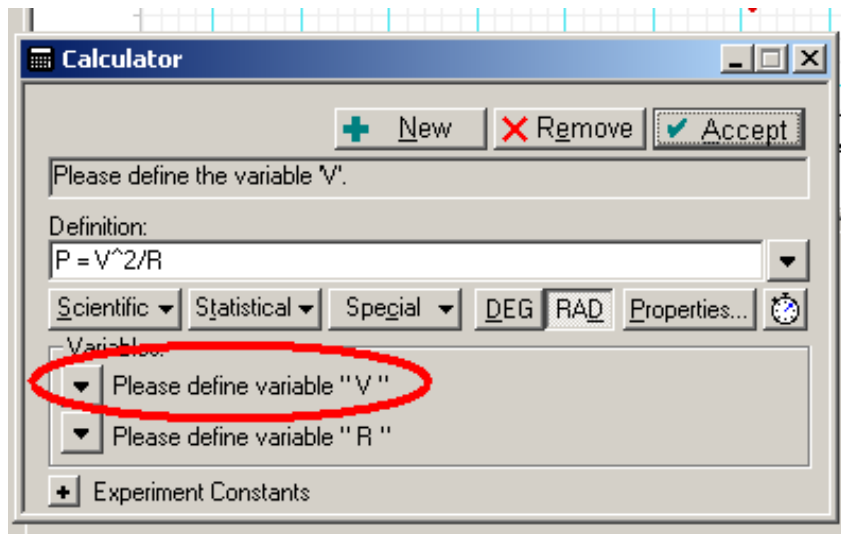 Calculator
New Remove Accept
Please define the variable 'V'.
Definition:
P = V^2/R
Scientific Statistical Special DEG RAD Properties...
Variables:
Please define variable " V "
Please define variable " R "
Experiment Constants